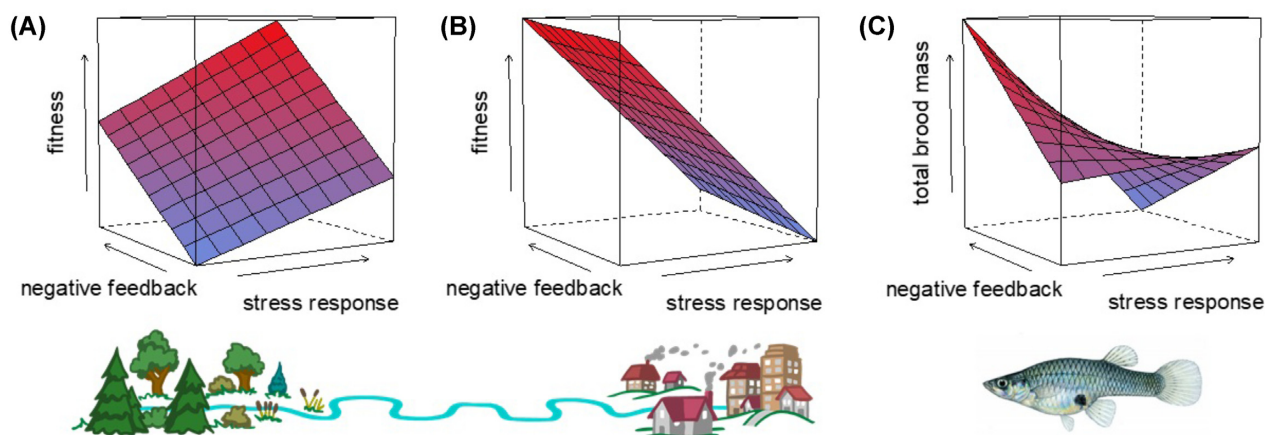 (A)
fitness
negative feedback
stress response
(B)
fitness
negative feedback
stress response
(C)
total brood mass
negative feedback
stress response